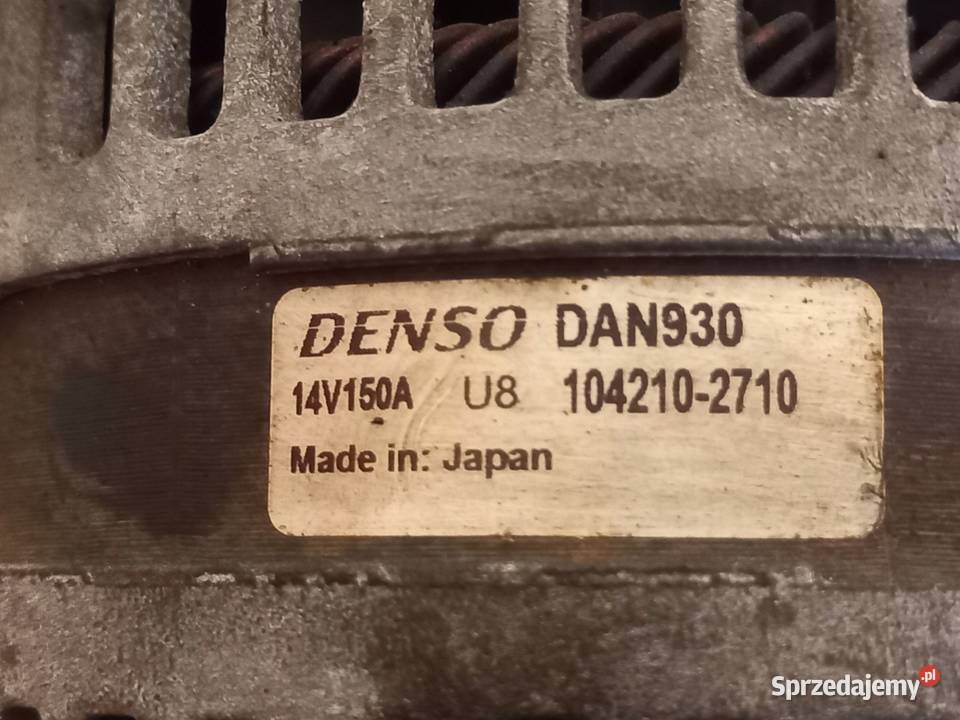 DENSO DAN930
14V150A U8 104210-2710
Made in: Japan
Sprzedajemy.pl